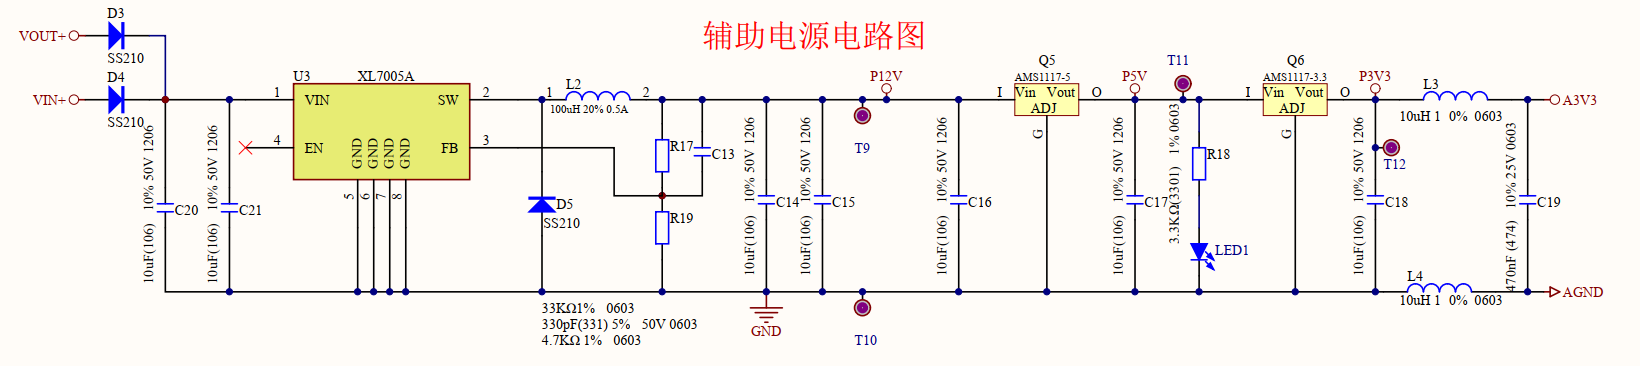 辅助电源电路图
D3
VOUT+
SS210
D4
VIN+
SS210
10uF(106) 10% 50V 1206
C20
10uF(106) 10% 50V 1206
C21
U3 XL7005A
1 VIN SW 2
4 EN FB 3
GND GND GND GND
5 6 7 8
1 L2 2
100uH 20% 0.5A
D5
SS210
R17
C13
R19
33KΩ1% 0603
330pF(331) 5% 50V 0603
4.7KΩ 1% 0603
10uF(106) 10% 50V 1206
C14
10uF(106) 10% 50V 1206
C15
GND
P12V
T9
T10
10uF(106) 10% 50V 1206
C16
Q5
AMS1117-5
I Vin Vout O
ADJ
G
P5V
T11
10uF(106) 10% 50V 1206
C17
3.3KΩ(3301) 1% 0603
R18
LED1
Q6
AMS1117-3.3
I Vin Vout O
ADJ
G
P3V3
T12
10uF(106) 10% 50V 1206
C18
L3
10uH 1 0% 0603
A3V3
470nF (474) 10% 25V 0603
C19
L4
10uH 1 0% 0603
AGND